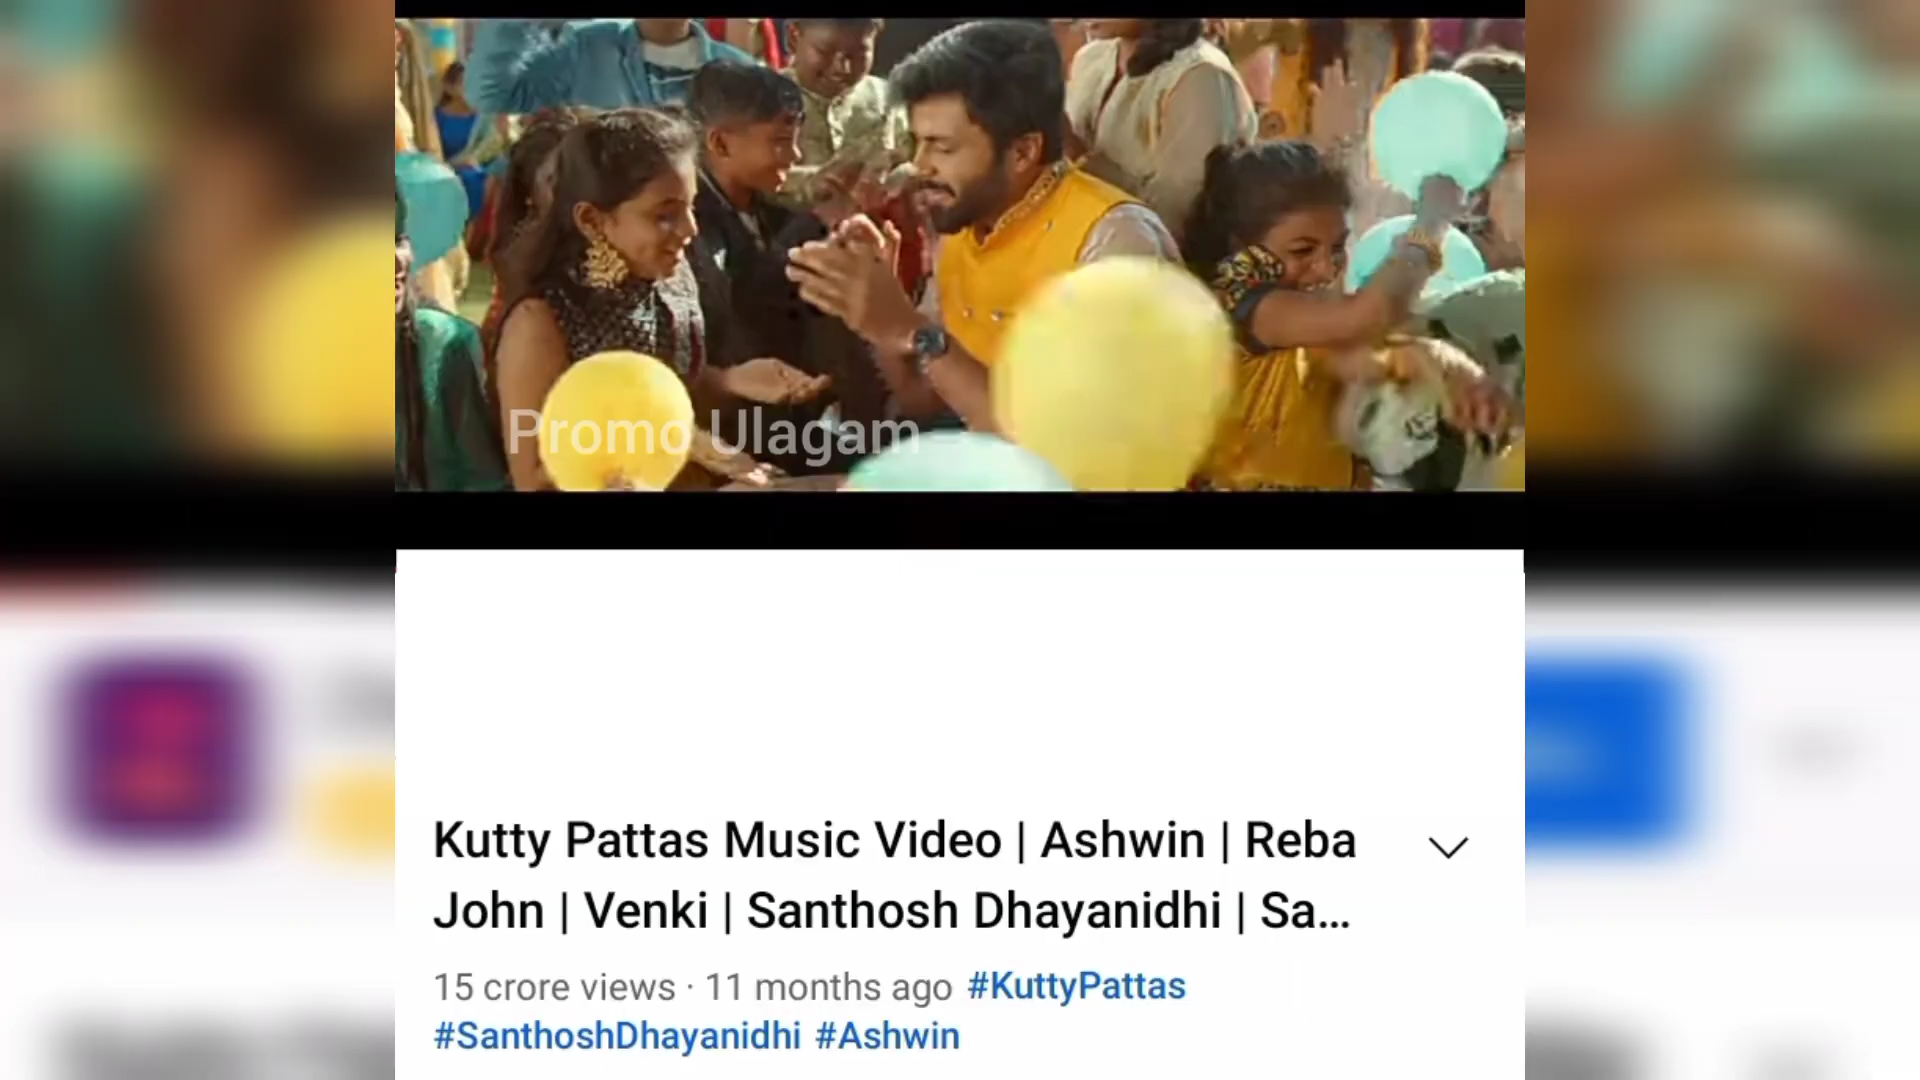 Promo Ulagam
Kutty Pattas Music Video | Ashwin | Reba
John | Venki | Santhosh Dhayanidhi | Sa...
15 crore views · 11 months ago #KuttyPattas
#SanthoshDhayanidhi #Ashwin